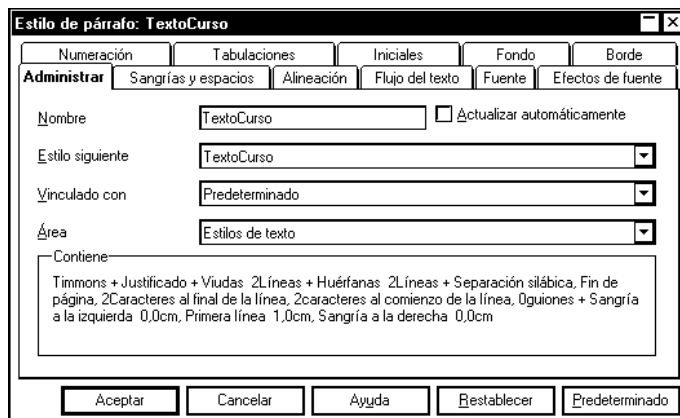 Estilo de párrafo: TextoCurso
Numeración Tabulaciones Iniciales Fondo Borde
Administrar Sangrías y espacios Alineación Flujo del texto Fuente Efectos de fuente
Nombre TextoCurso Actualizar automáticamente
Estilo siguiente TextoCurso
Vinculado con Predeterminado
Área Estilos de texto
Contiene
Timmons + Justificado + Viudas 2Líneas + Huérfanas 2Líneas + Separación silábica, Fin de
página, 2Caracteres al final de la línea, 2caracteres al comienzo de la línea, 0guiones + Sangría
a la izquierda 0,0cm, Primera línea 1,0cm, Sangría a la derecha 0,0cm
Aceptar Cancelar Ayuda Restablecer Predeterminado